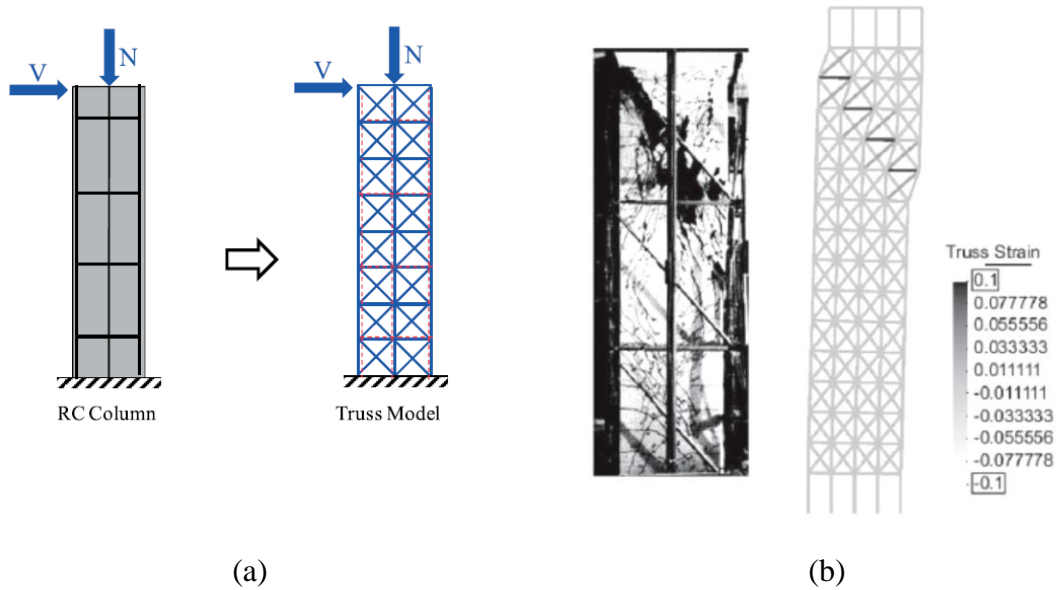 N
V
RC Column
N
V
Truss Model
Truss Strain
0.1
0.077778
0.055556
0.033333
0.011111
-0.011111
-0.033333
-0.055556
-0.077778
-0.1
(a)
(b)